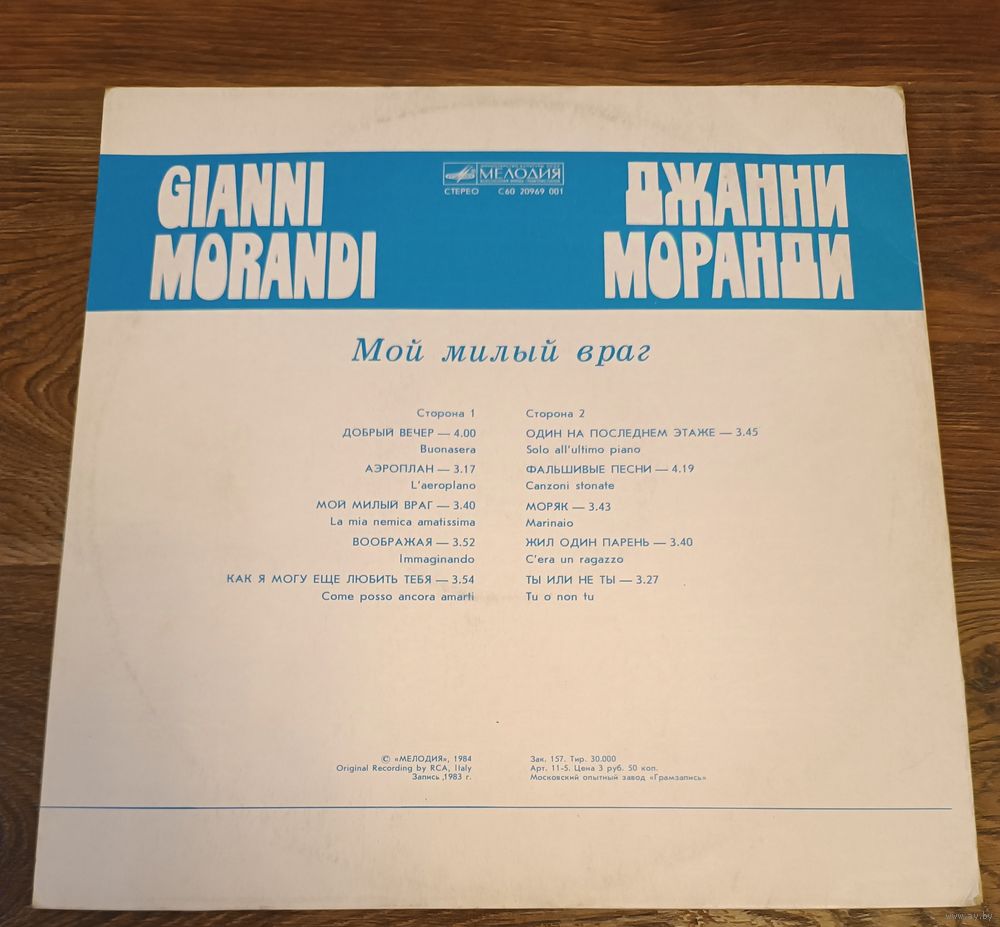 GIANNI
MORANDI
МЕЛОДИЯ
СТЕРЕО С60 20969 001
ДЖАННИ
МОРАНДИ
Мой милый враг
Сторона 1
ДОБРЫЙ ВЕЧЕР — 4.00
Buonasera
АЭРОПЛАН — 3.17
L'aeroplano
МОЙ МИЛЫЙ ВРАГ — 3.40
La mia nemica amatissima
ВООБРАЖАЯ — 3.52
Immaginando
КАК Я МОГУ ЕЩЕ ЛЮБИТЬ ТЕБЯ — 3.54
Come posso ancora amarti
Сторона 2
ОДИН НА ПОСЛЕДНЕМ ЭТАЖЕ — 3.45
Solo all'ultimo piano
ФАЛЬШИВЫЕ ПЕСНИ — 4.19
Canzoni stonate
МОРЯК — 3.43
Marinaio
ЖИЛ ОДИН ПАРЕНЬ — 3.40
C'era un ragazzo
ТЫ ИЛИ НЕ ТЫ — 3.27
Tu o non tu
© «МЕЛОДИЯ», 1984
Original Recording by RCA, Italy
Запись 1983 г.
Зак. 157. Тир. 30.000
Арт. 11-5. Цена 3 руб. 50 коп.
Московский опытный завод «Грамзапись»
www.ay.by